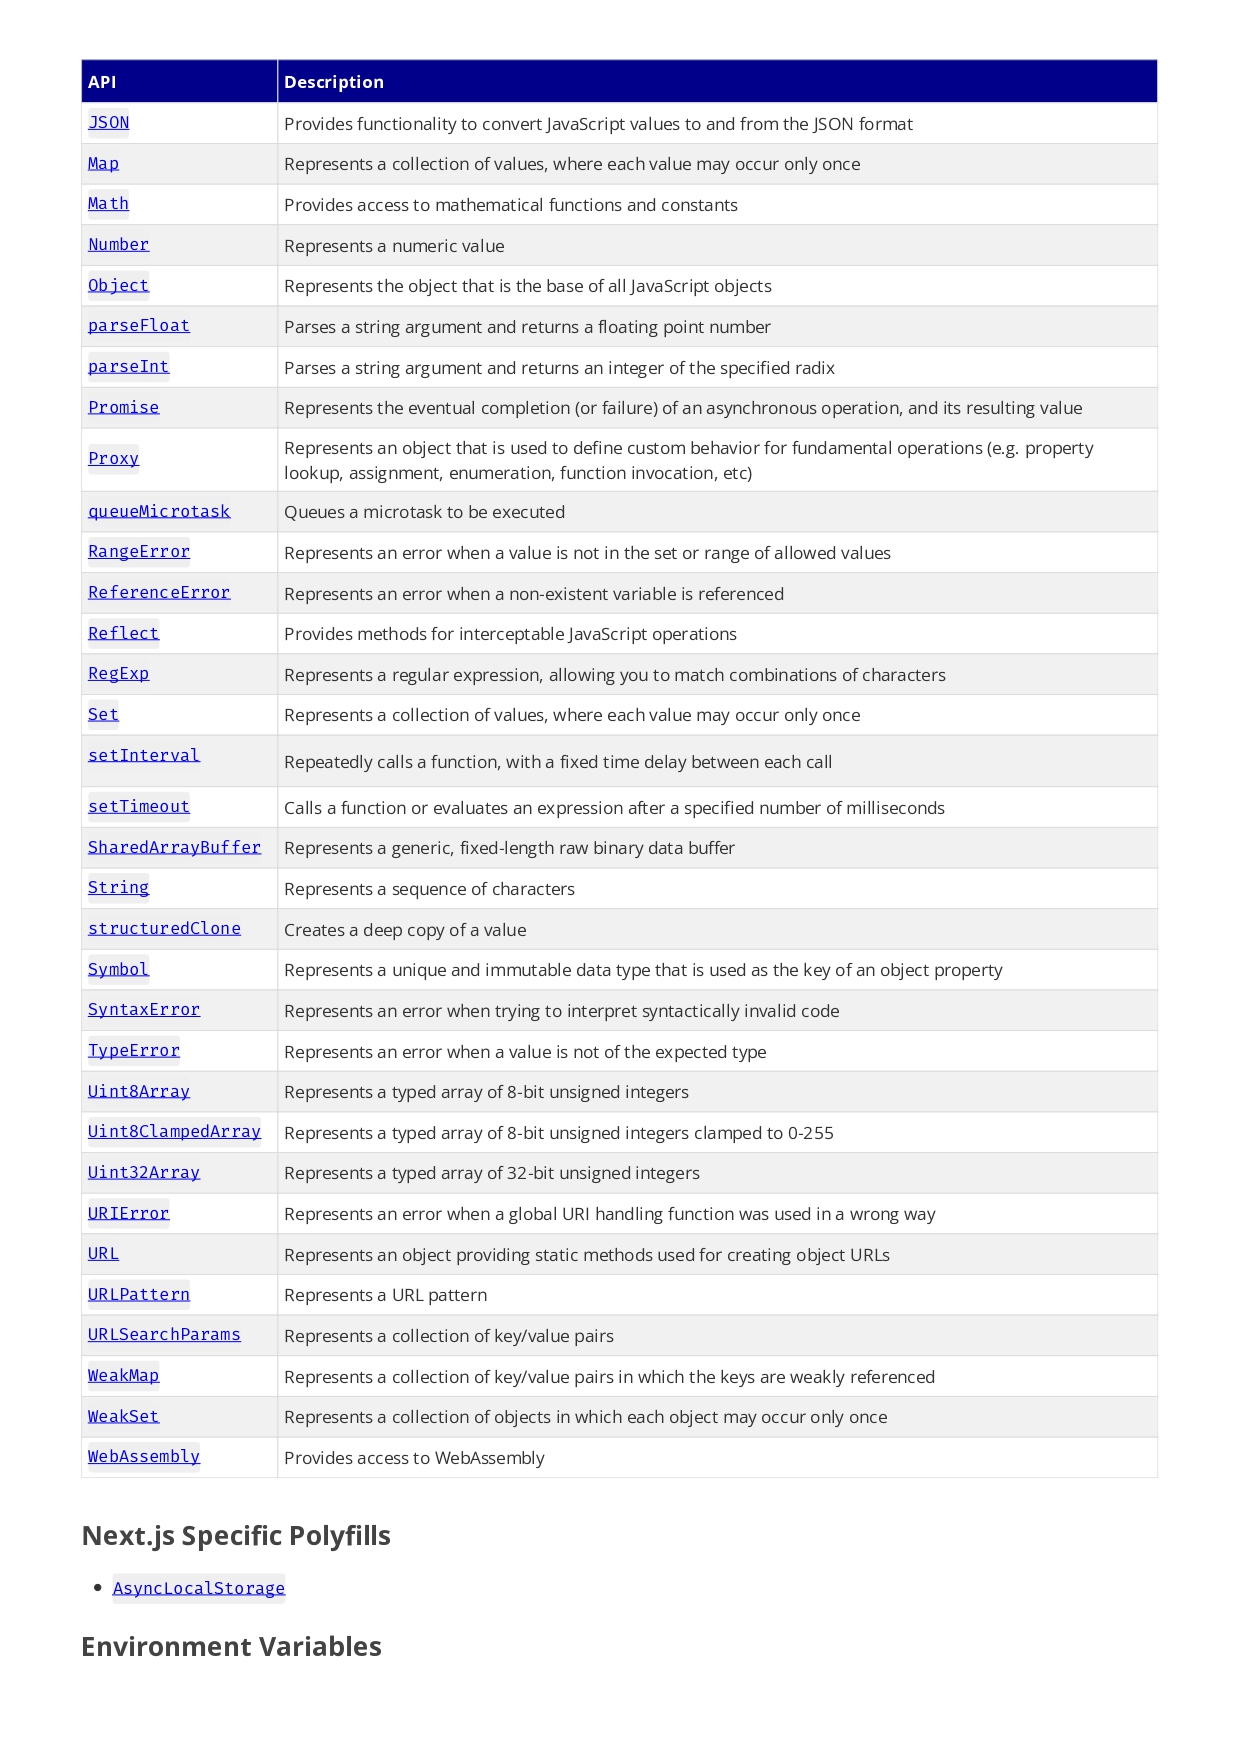 API Description
JSON Provides functionality to convert JavaScript values to and from the JSON format
Map Represents a collection of values, where each value may occur only once
Math Provides access to mathematical functions and constants
Number Represents a numeric value
Object Represents the object that is the base of all JavaScript objects
parseFloat Parses a string argument and returns a floating point number
parseInt Parses a string argument and returns an integer of the specified radix
Promise Represents the eventual completion (or failure) of an asynchronous operation, and its resulting value
Proxy Represents an object that is used to define custom behavior for fundamental operations (e.g. property
lookup, assignment, enumeration, function invocation, etc)
queueMicrotask Queues a microtask to be executed
RangeError Represents an error when a value is not in the set or range of allowed values
ReferenceError Represents an error when a non-existent variable is referenced
Reflect Provides methods for interceptable JavaScript operations
RegExp Represents a regular expression, allowing you to match combinations of characters
Set Represents a collection of values, where each value may occur only once
setInterval Repeatedly calls a function, with a fixed time delay between each call
setTimeout Calls a function or evaluates an expression after a specified number of milliseconds
SharedArrayBuffer Represents a generic, fixed-length raw binary data buffer
String Represents a sequence of characters
structuredClone Creates a deep copy of a value
Symbol Represents a unique and immutable data type that is used as the key of an object property
SyntaxError Represents an error when trying to interpret syntactically invalid code
TypeError Represents an error when a value is not of the expected type
Uint8Array Represents a typed array of 8-bit unsigned integers
Uint8ClampedArray Represents a typed array of 8-bit unsigned integers clamped to 0-255
Uint32Array Represents a typed array of 32-bit unsigned integers
URIError Represents an error when a global URI handling function was used in a wrong way
URL Represents an object providing static methods used for creating object URLs
URLPattern Represents a URL pattern
URLSearchParams Represents a collection of key/value pairs
WeakMap Represents a collection of key/value pairs in which the keys are weakly referenced
WeakSet Represents a collection of objects in which each object may occur only once
WebAssembly Provides access to WebAssembly
Next.js Specific Polyfills
• AsyncLocalStorage
Environment Variables